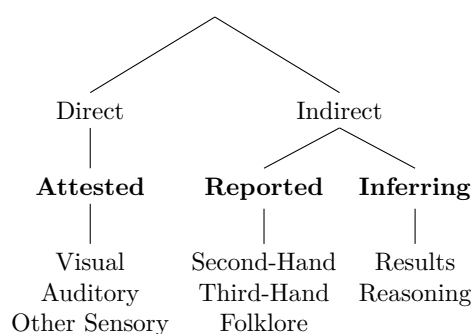 Direct
Indirect
Attested
Reported
Inferring
Visual
Auditory
Other Sensory
Second-Hand
Third-Hand
Folklore
Results
Reasoning